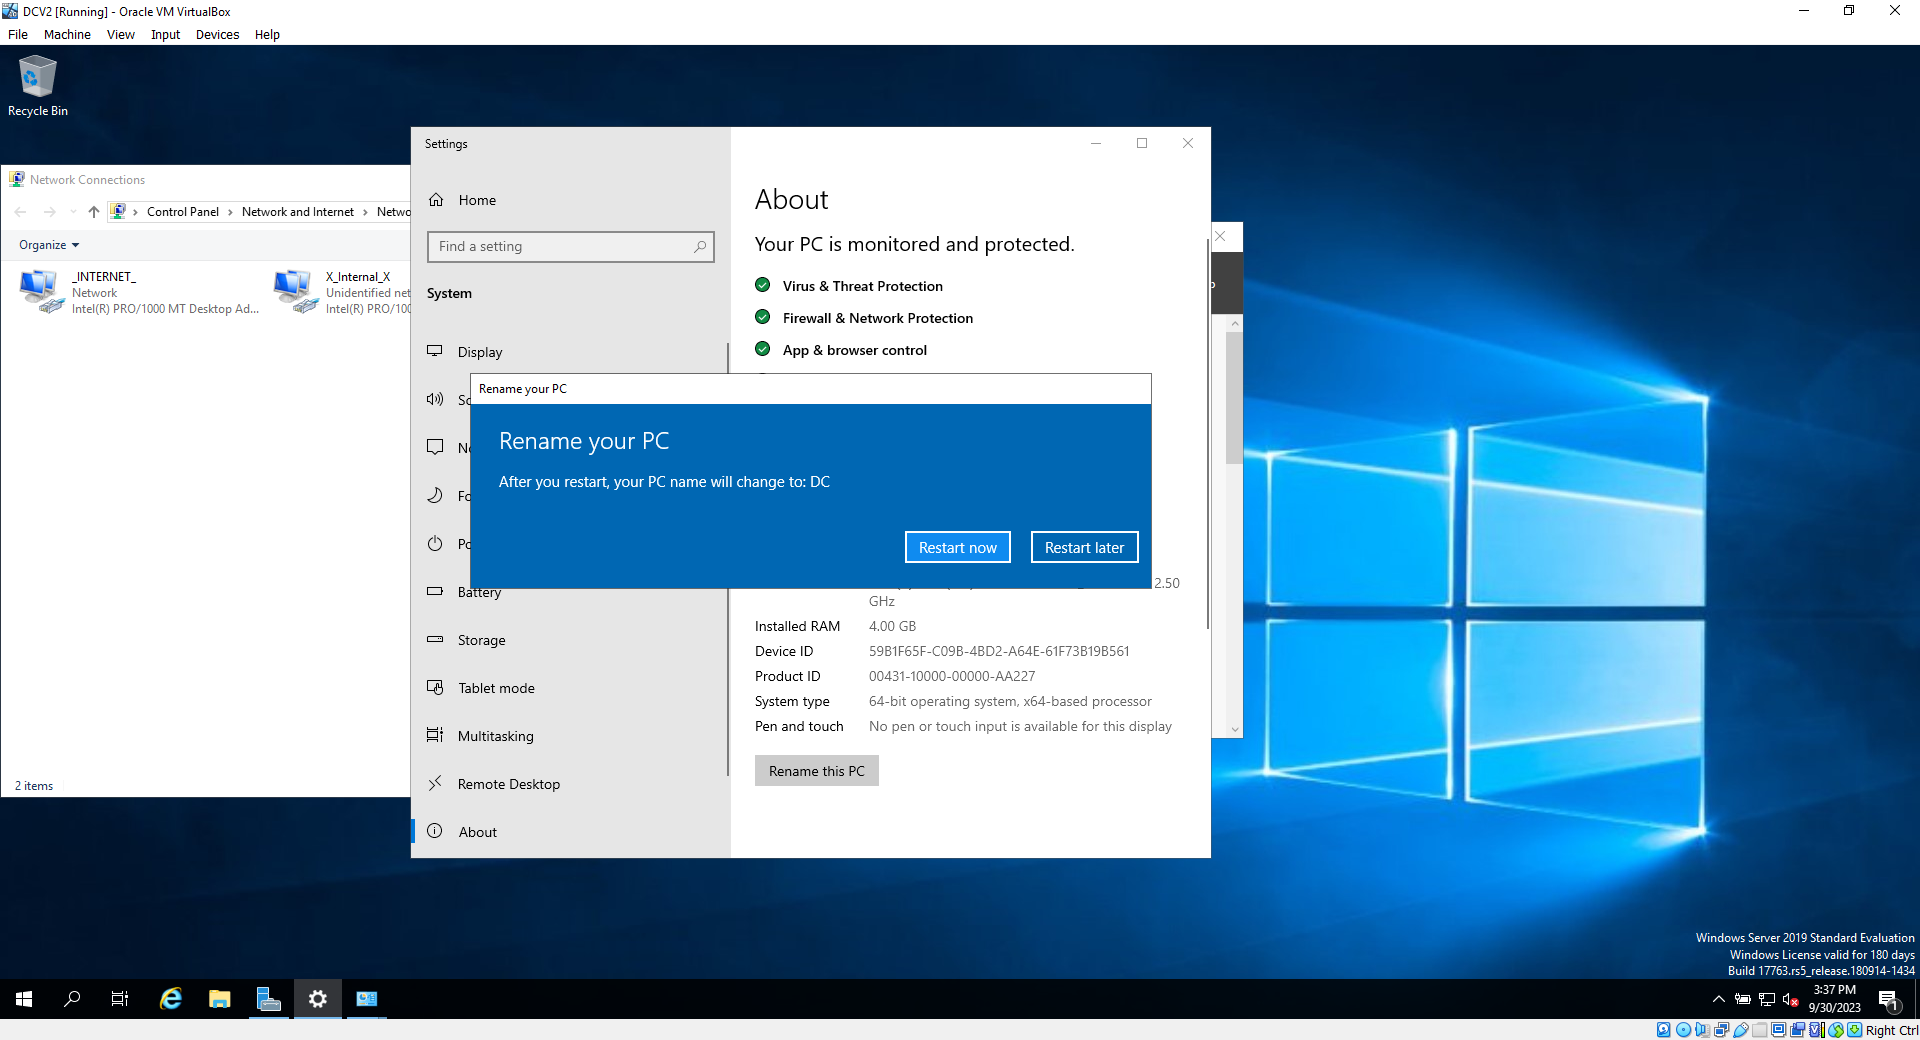 DCV2 [Running] - Oracle VM VirtualBox
File Machine View Input Devices Help
Recycle Bin
Network Connections
Control Panel Network and Internet Netwo
Organize
_INTERNET_
Network
Intel(R) PRO/1000 MT Desktop Ad...
X_Internal_X
Unidentified net
Intel(R) PRO/100
2 items
Settings
Home
Find a setting
System
Display
So
No
Fo
Po
Battery
Storage
Tablet mode
Multitasking
Remote Desktop
About
About
Your PC is monitored and protected.
Virus & Threat Protection
Firewall & Network Protection
App & browser control
Rename your PC
Rename your PC
After you restart, your PC name will change to: DC
Restart now Restart later
2.50
GHz
Installed RAM 4.00 GB
Device ID 59B1F65F-C09B-4BD2-A64E-61F73B19B561
Product ID 00431-10000-00000-AA227
System type 64-bit operating system, x64-based processor
Pen and touch No pen or touch input is available for this display
Rename this PC
Windows Server 2019 Standard Evaluation
Windows License valid for 180 days
Build 17763.rs5_release.180914-1434
3:37 PM
9/30/2023
1
Right Ctrl